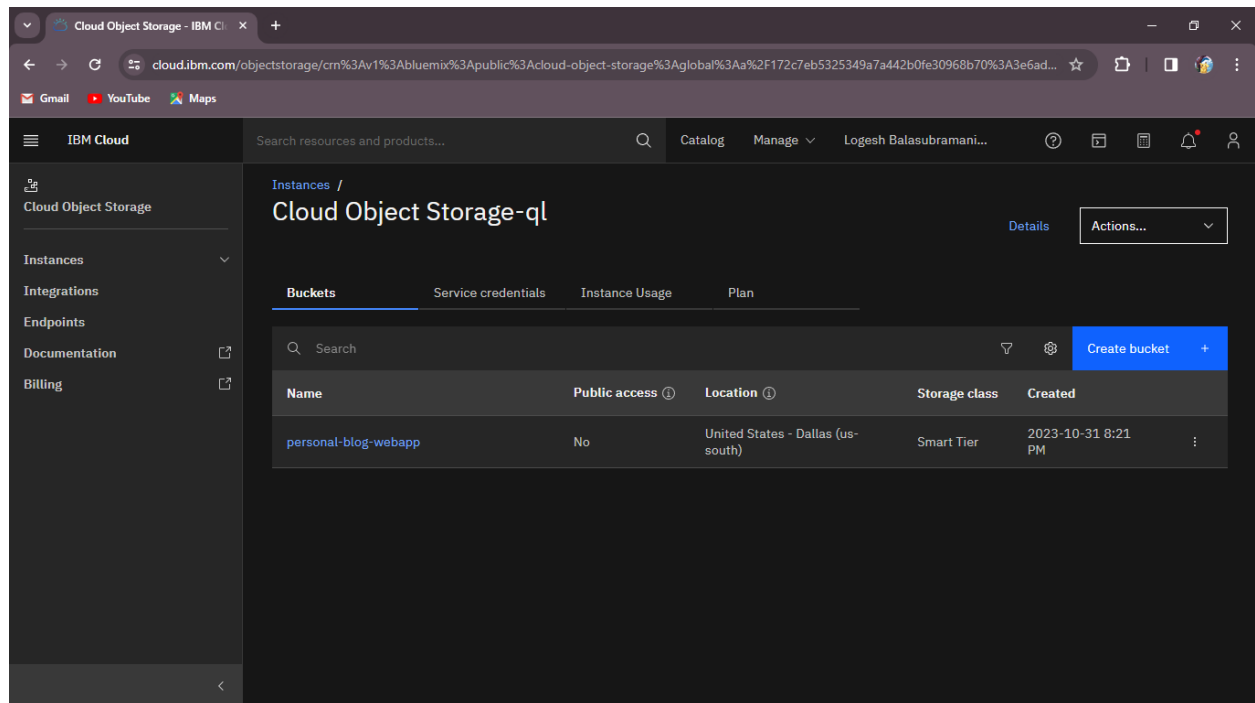 Cloud Object Storage - IBM Cl
cloud.ibm.com/objectstorage/crn%3Av1%3Abluemix%3Apublic%3Acloud-object-storage%3Aglobal%3Aa%2F172c7eb5325349a7a442b0fe30968b70%3A3e6ad...
Gmail YouTube Maps
IBM Cloud Search resources and products... Catalog Manage Logesh Balasubramani...
Cloud Object Storage
Instances
Integrations
Endpoints
Documentation
Billing
Instances /
Cloud Object Storage-ql
Details Actions...
Buckets Service credentials Instance Usage Plan
Search Create bucket +
Name Public access Location Storage class Created
personal-blog-webapp No United States - Dallas (us-south) Smart Tier 2023-10-31 8:21 PM